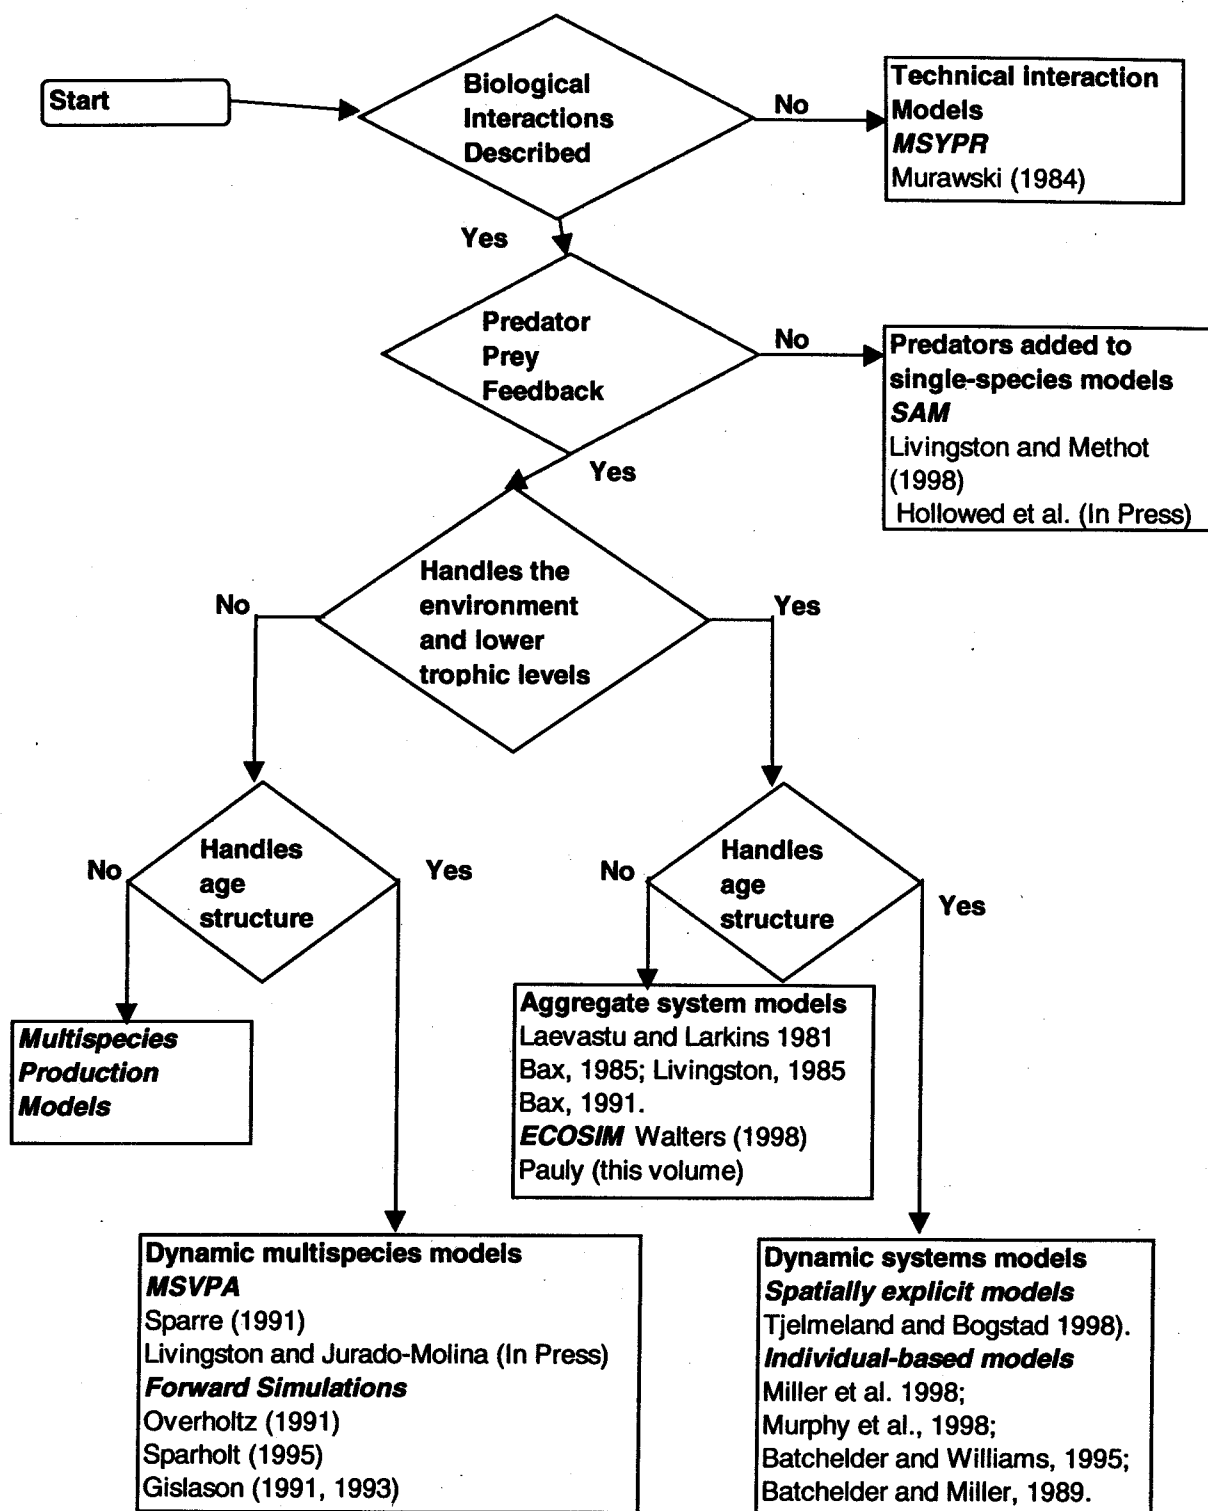 Start
Biological
Interactions
Described
No
Technical Interaction
Models
MSYPR
Murawski (1984)
Yes
Predator
Prey
Feedback
No
Predators added to
single-species models
SAM
Livingston and Methot
(1998)
Hollowed et al. (In Press)
Yes
Handles the
environment
and lower
trophic levels
No
Yes
Handles
age
structure
No
Yes
Handles
age
structure
No
Yes
Multispecies
Production
Models
Aggregate system models
Laevastu and Larkins 1981
Bax, 1985; Livingston, 1985
Bax, 1991.
ECOSIM Walters (1998)
Pauly (this volume)
Dynamic multispecies models
MSVPA
Sparre (1991)
Livingston and Jurado-Molina (In Press)
Forward Simulations
Overholtz (1991)
Sparholt (1995)
Gislason (1991, 1993)
Dynamic systems models
Spatially explicit models
Tjelmeland and Bogstad 1998).
Individual-based models
Miller et al. 1998;
Murphy et al., 1998;
Batchelder and Williams, 1995;
Batchelder and Miller, 1989.